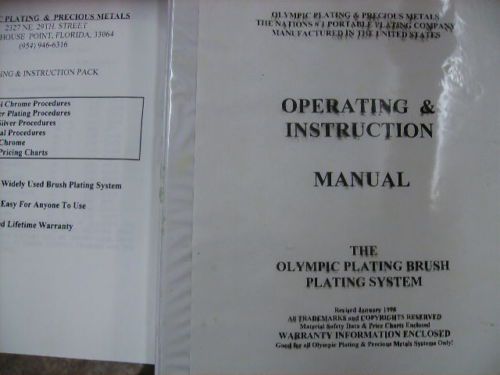 IC PLATING & PRECIOUS METALS
2327 NE. 29TH. STREET
HOUSE POINT, FLORIDA, 33064
(954) 946-6316
NG & INSTRUCTION PACK
Chrome Procedures
er Plating Procedures
Silver Procedures
al Procedures
Chrome
Pricing Charts
Widely Used Brush Plating System
Easy For Anyone To Use
ed Lifetime Warranty
OLYMPIC PLATING & PRECIOUS METALS
THE NATIONS #1 PORTABLE PLATING COMPANY
MANUFACTURED IN THE UNITED STATES
OPERATING &
INSTRUCTION
MANUAL
THE
OLYMPIC PLATING BRUSH
PLATING SYSTEM
Revised January 1998
All TRADEMARKS and COPYRIGHTS RESERVED
Material Safety Data & Price Charts Enclosed
WARRANTY INFORMATION ENCLOSED
Good for all Olympic Plating & Precious Metals Systems Only!